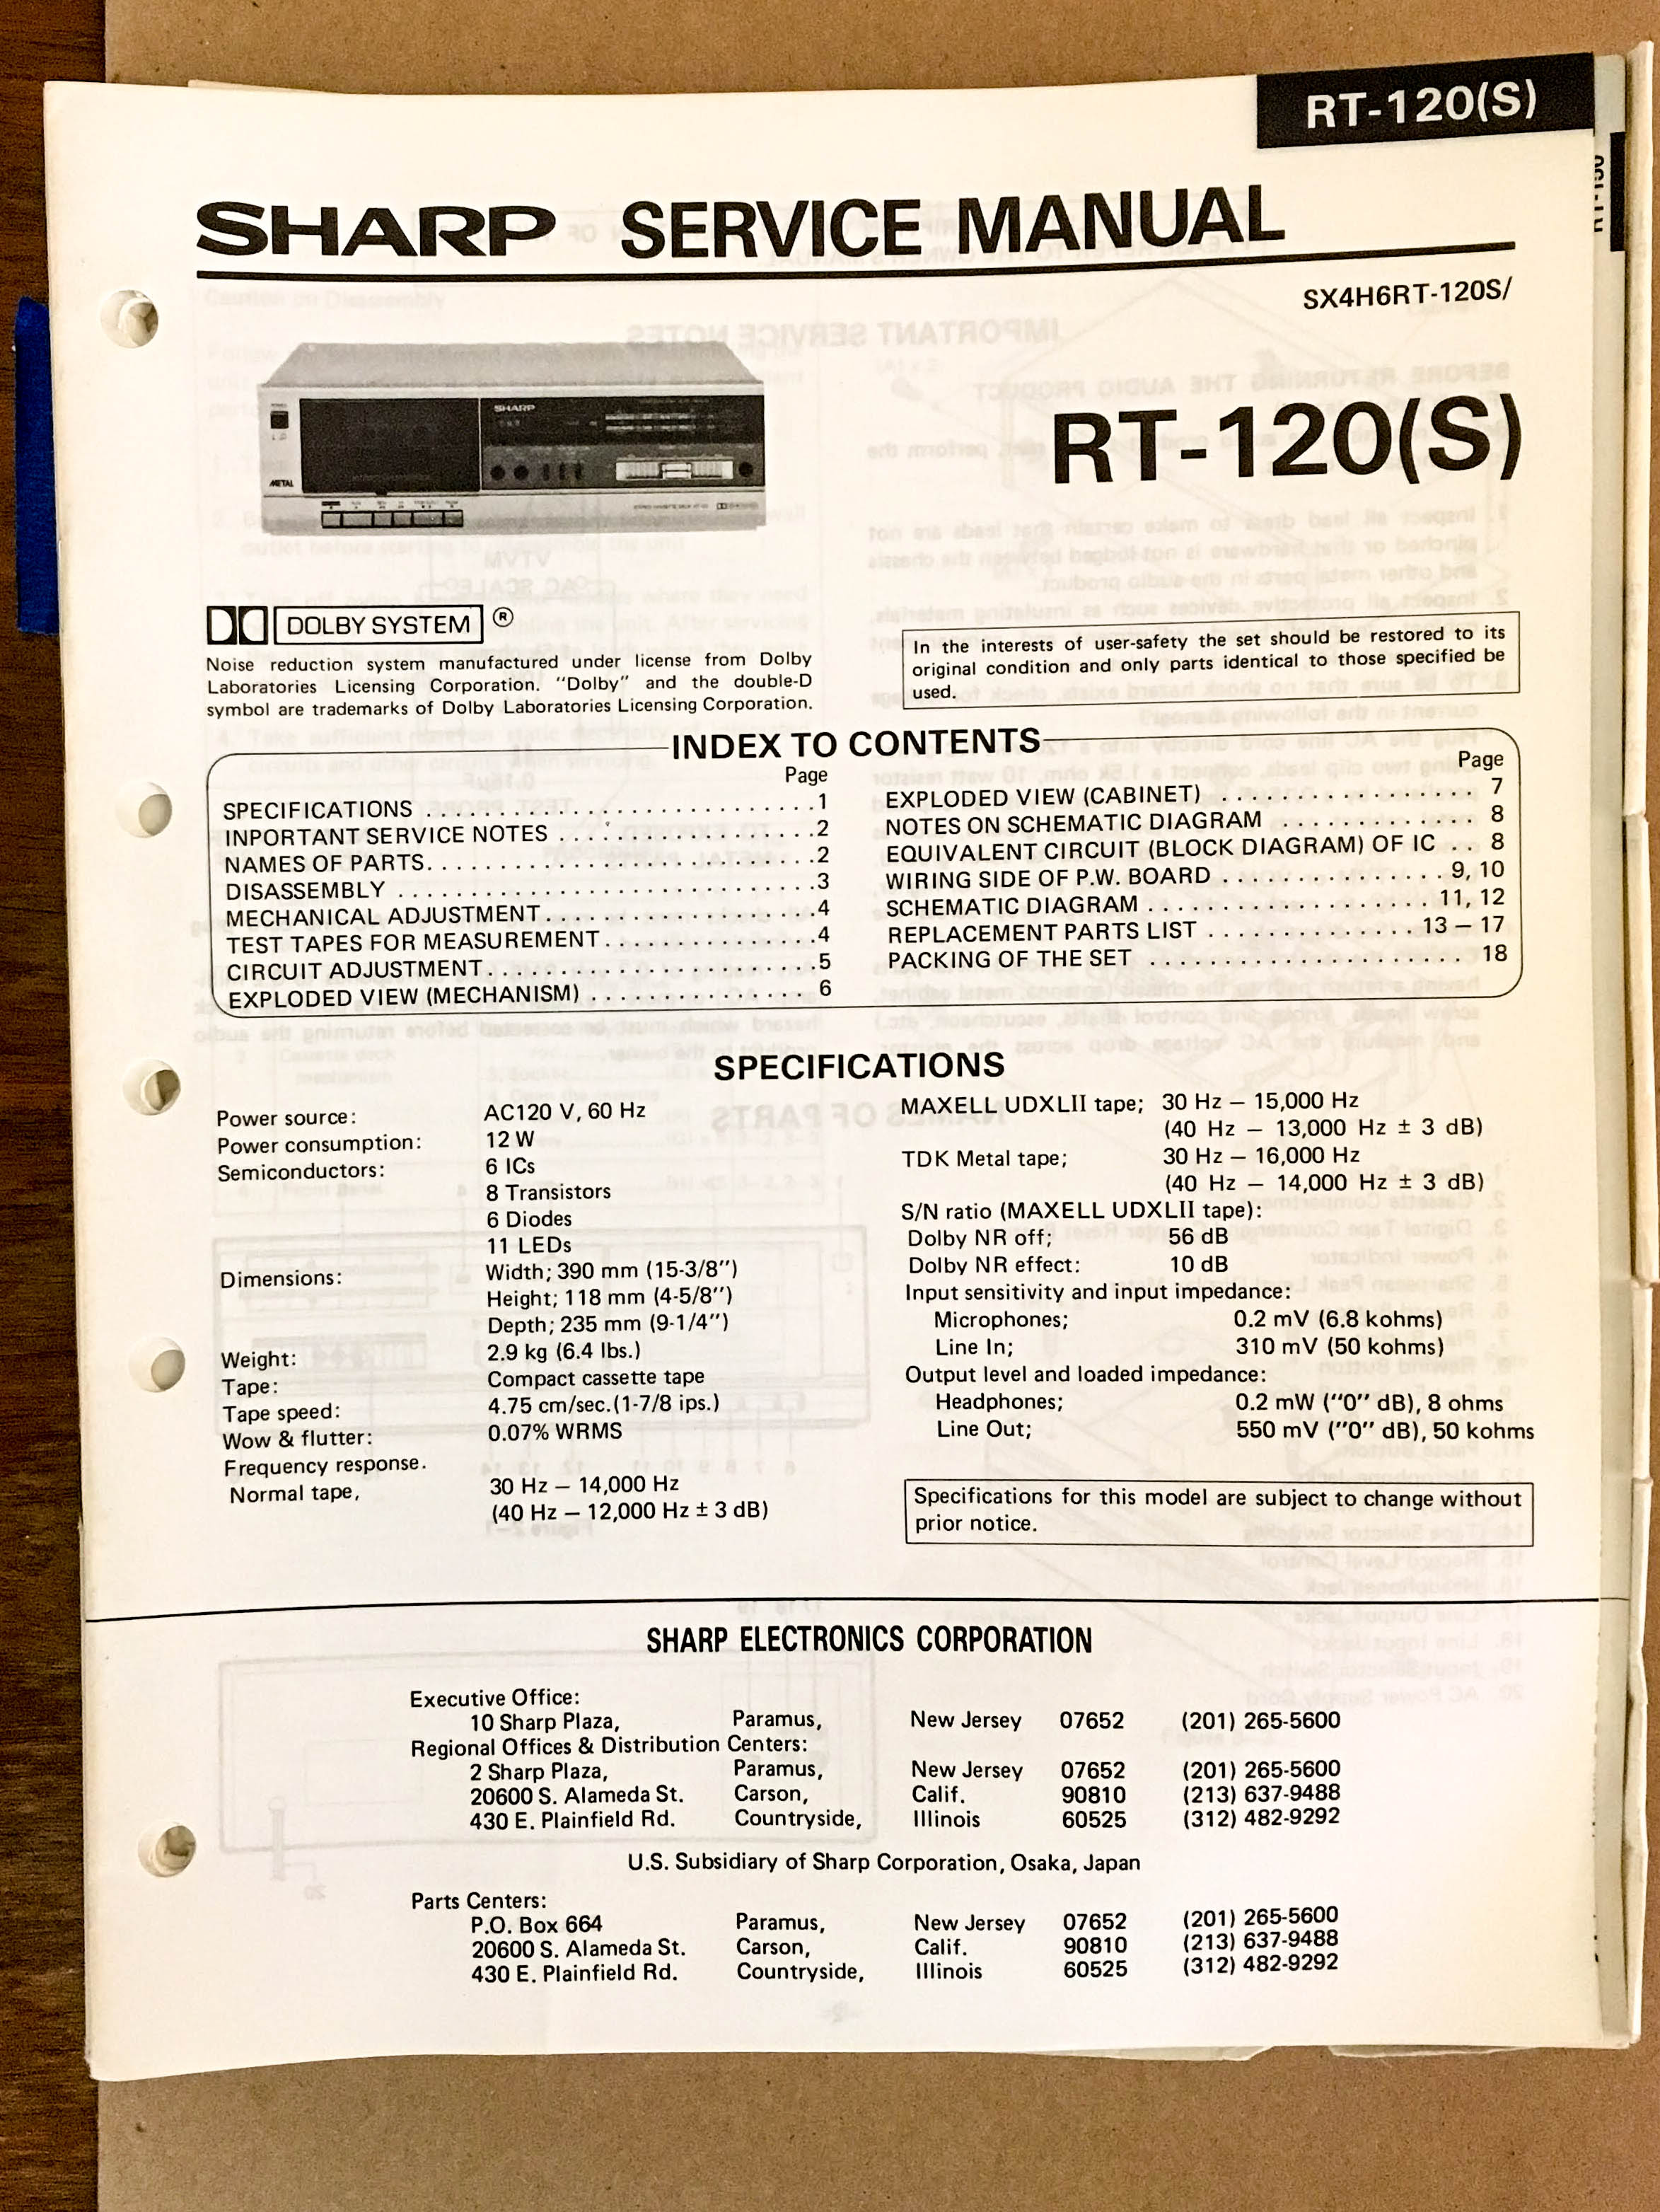 RT-120(S)
RT-150
SHARP SERVICE MANUAL
SX4H6RT-120S/
SHARP
METAL
RT-120(S)
DOLBY SYSTEM ®
Noise reduction system manufactured under license from Dolby
Laboratories Licensing Corporation. "Dolby" and the double-D
symbol are trademarks of Dolby Laboratories Licensing Corporation.
In the interests of user-safety the set should be restored to its
original condition and only parts identical to those specified be
used.
INDEX TO CONTENTS
Page
SPECIFICATIONS . . . . . . . . . . . . . . . . . . . . . .1
INPORTANT SERVICE NOTES . . . . . . . . . . . . . .2
NAMES OF PARTS. . . . . . . . . . . . . . . . . . . . . .2
DISASSEMBLY . . . . . . . . . . . . . . . . . . . . . . . .3
MECHANICAL ADJUSTMENT. . . . . . . . . . . . . . .4
TEST TAPES FOR MEASUREMENT. . . . . . . . . . . .4
CIRCUIT ADJUSTMENT. . . . . . . . . . . . . . . . . . .5
EXPLODED VIEW (MECHANISM) . . . . . . . . . . . . 6
Page
EXPLODED VIEW (CABINET) . . . . . . . . . . . . . . . 7
NOTES ON SCHEMATIC DIAGRAM . . . . . . . . . . . 8
EQUIVALENT CIRCUIT (BLOCK DIAGRAM) OF IC . . 8
WIRING SIDE OF P.W. BOARD . . . . . . . . . . . . . 9, 10
SCHEMATIC DIAGRAM . . . . . . . . . . . . . . . . 11, 12
REPLACEMENT PARTS LIST . . . . . . . . . . . . 13 – 17
PACKING OF THE SET . . . . . . . . . . . . . . . . . . 18
SPECIFICATIONS
Power source: AC120 V, 60 Hz
Power consumption: 12 W
Semiconductors: 6 ICs
8 Transistors
6 Diodes
11 LEDs
Dimensions: Width; 390 mm (15-3/8")
Height; 118 mm (4-5/8")
Depth; 235 mm (9-1/4")
Weight: 2.9 kg (6.4 lbs.)
Tape: Compact cassette tape
Tape speed: 4.75 cm/sec.(1-7/8 ips.)
Wow & flutter: 0.07% WRMS
Frequency response.
Normal tape, 30 Hz – 14,000 Hz
(40 Hz – 12,000 Hz ± 3 dB)
MAXELL UDXLII tape; 30 Hz – 15,000 Hz
(40 Hz – 13,000 Hz ± 3 dB)
TDK Metal tape; 30 Hz – 16,000 Hz
(40 Hz – 14,000 Hz ± 3 dB)
S/N ratio (MAXELL UDXLII tape):
Dolby NR off; 56 dB
Dolby NR effect: 10 dB
Input sensitivity and input impedance:
Microphones; 0.2 mV (6.8 kohms)
Line In; 310 mV (50 kohms)
Output level and loaded impedance:
Headphones; 0.2 mW ("0" dB), 8 ohms
Line Out; 550 mV ("0" dB), 50 kohms
Specifications for this model are subject to change without
prior notice.
SHARP ELECTRONICS CORPORATION
Executive Office:
10 Sharp Plaza, Paramus, New Jersey 07652 (201) 265-5600
Regional Offices & Distribution Centers:
2 Sharp Plaza, Paramus, New Jersey 07652 (201) 265-5600
20600 S. Alameda St. Carson, Calif. 90810 (213) 637-9488
430 E. Plainfield Rd. Countryside, Illinois 60525 (312) 482-9292
U.S. Subsidiary of Sharp Corporation, Osaka, Japan
Parts Centers:
P.O. Box 664 Paramus, New Jersey 07652 (201) 265-5600
20600 S. Alameda St. Carson, Calif. 90810 (213) 637-9488
430 E. Plainfield Rd. Countryside, Illinois 60525 (312) 482-9292